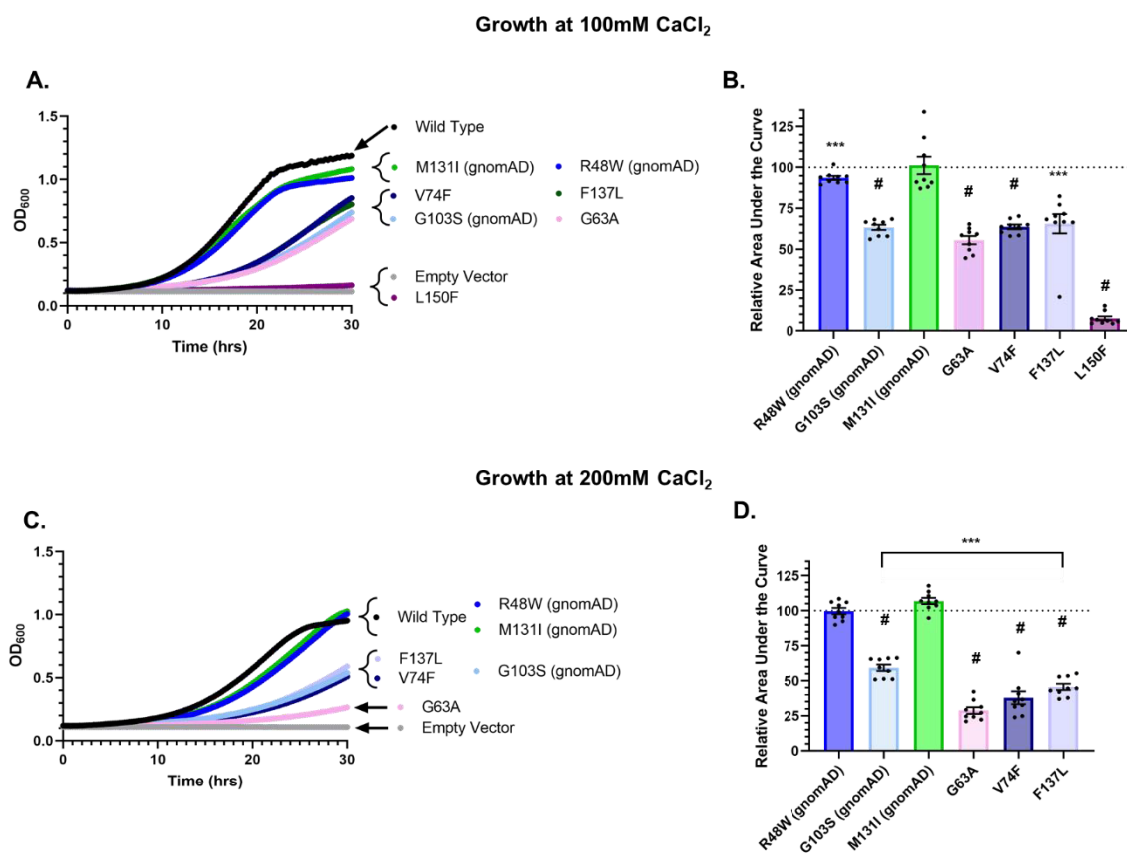 Growth at 100mM CaCl₂
A.
OD₆₀₀
1.5
1.0
0.5
0.0
0
10
20
30
Time (hrs)
Wild Type
M131I (gnomAD)
R48W (gnomAD)
V74F
F137L
G103S (gnomAD)
G63A
Empty Vector
L150F
B.
Relative Area Under the Curve
125
100
75
50
25
0
***
#
#
#
***
#
R48W (gnomAD)
G103S (gnomAD)
M131I (gnomAD)
G63A
V74F
F137L
L150F
Growth at 200mM CaCl₂
C.
OD₆₀₀
1.5
1.0
0.5
0.0
0
10
20
30
Time (hrs)
Wild Type
R48W (gnomAD)
M131I (gnomAD)
F137L
V74F
G103S (gnomAD)
G63A
Empty Vector
D.
Relative Area Under the Curve
125
100
75
50
25
0
***
#
#
#
#
R48W (gnomAD)
G103S (gnomAD)
M131I (gnomAD)
G63A
V74F
F137L